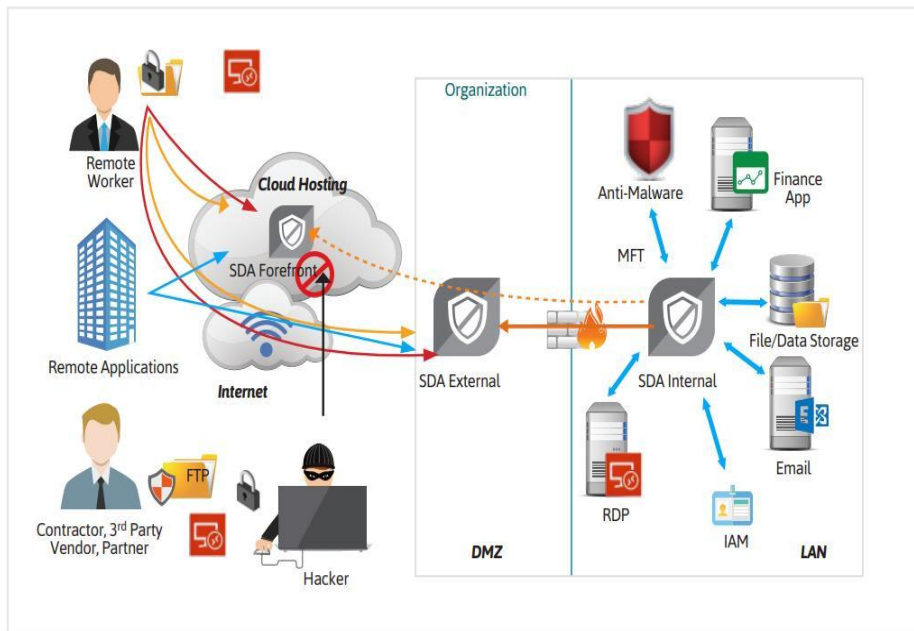 Organization
Remote
Worker
Cloud Hosting
SDA Forefront
Anti-Malware
Finance
App
MFT
Remote Applications
Internet
SDA External
SDA Internal
File/Data Storage
Email
FTP
Contractor, 3rd Party
Vendor, Partner
Hacker
RDP
IAM
DMZ
LAN